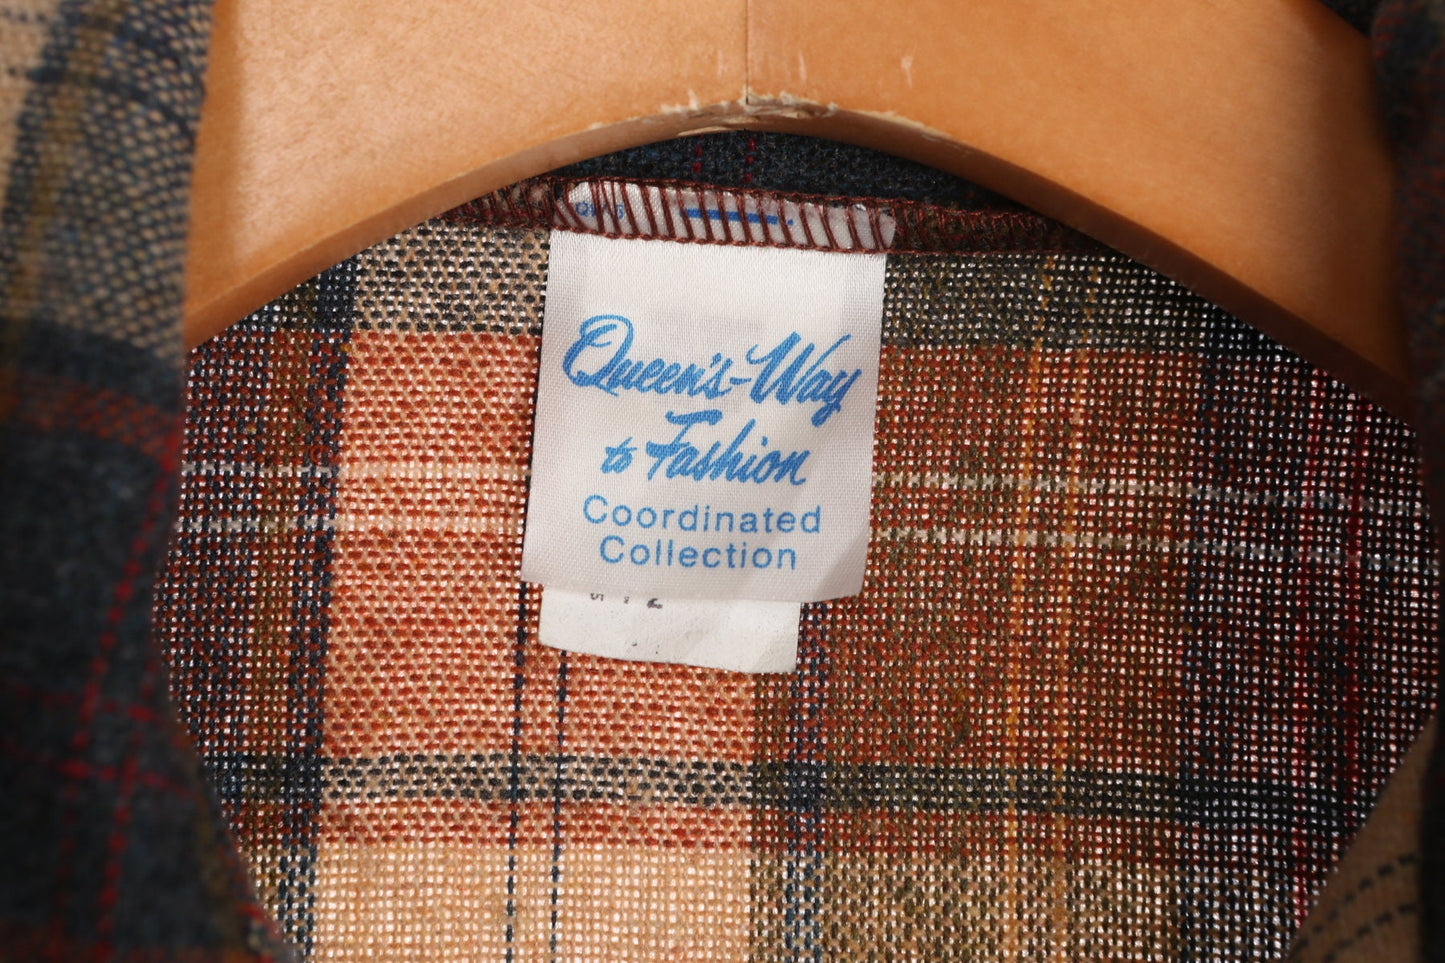 Queen's-Way
to Fashion
Coordinated
Collection